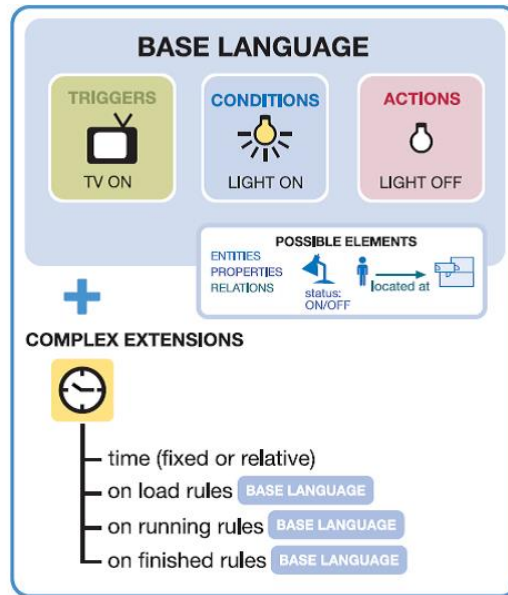 BASE LANGUAGE
TRIGGERS
TV ON
CONDITIONS
LIGHT ON
ACTIONS
LIGHT OFF
POSSIBLE ELEMENTS
ENTITIES
PROPERTIES
RELATIONS
status:
ON/OFF
located at
COMPLEX EXTENSIONS
time (fixed or relative)
on load rules BASE LANGUAGE
on running rules BASE LANGUAGE
on finished rules BASE LANGUAGE